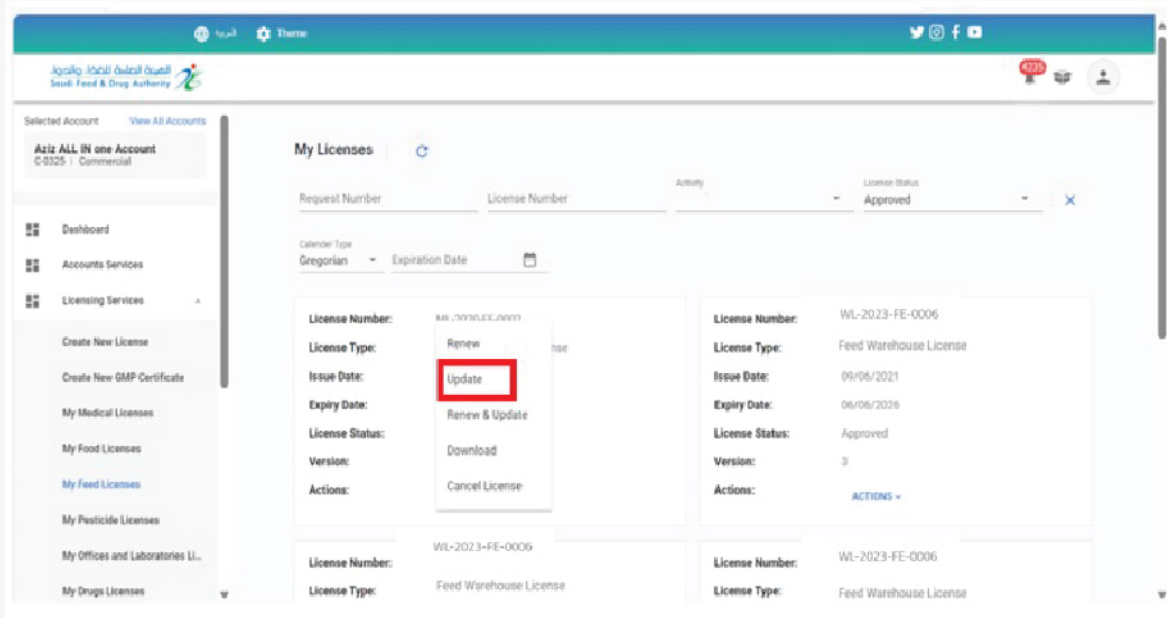 العربية Theme
الهيئة العامة للغذاء والدواء
Saudi Food & Drug Authority
4235
Selected Account View All Accounts
Aziz ALL IN one Account
C-0325 | Commercial
Dashboard
Accounts Services
Licensing Services
Create New License
Create New GMP Certificate
My Medical Licenses
My Food Licenses
My Feed Licenses
My Pesticide Licenses
My Offices and Laboratories Li...
My Drugs Licenses
My Licenses
Request Number License Number Activity License Status
Approved
Calender Type
Gregorian Expiration Date
License Number: ML-2020-FE-0002
License Type: nse
Issue Date:
Expiry Date:
License Status:
Version:
Actions:
Renew
Update
Renew & Update
Download
Cancel License
License Number: WL-2023-FE-0006
License Type: Feed Warehouse License
Issue Date: 09/06/2021
Expiry Date: 06/06/2026
License Status: Approved
Version: 3
Actions: ACTIONS
License Number: WL-2023-FE-0006
License Type: Feed Warehouse License
License Number: WL-2023-FE-0006
License Type: Feed Warehouse License